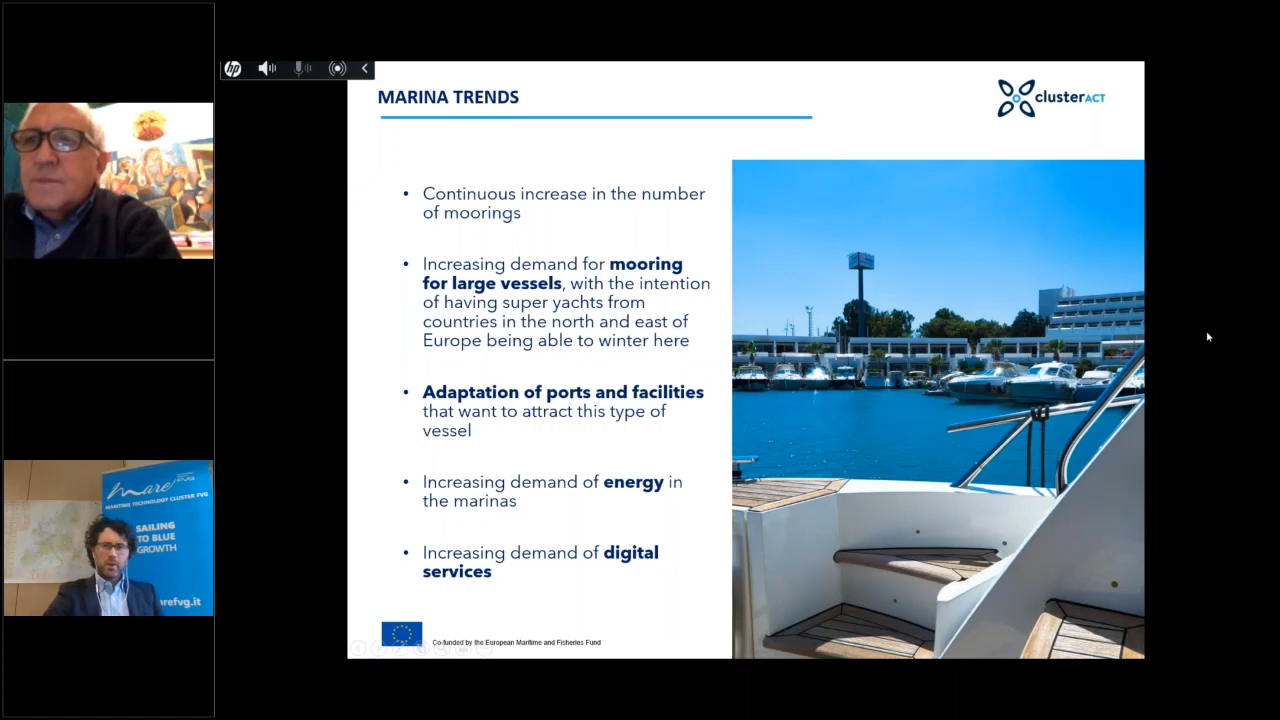 hp
MARINA TRENDS
clusterACT
• Continuous increase in the number
of moorings
• Increasing demand for mooring
for large vessels, with the intention
of having super yachts from
countries in the north and east of
Europe being able to winter here
• Adaptation of ports and facilities
that want to attract this type of
vessel
• Increasing demand of energy in
the marinas
• Increasing demand of digital
services
Co-funded by the European Maritime and Fisheries Fund
mare
FVG
MARITIME TECHNOLOGY CLUSTER FVG
SAILING
TO BLUE
GROWTH
arefvg.it